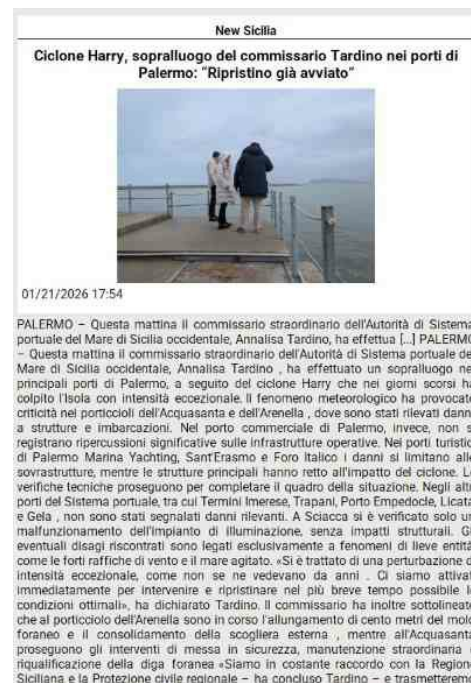 New Sicilia
Ciclone Harry, sopralluogo del commissario Tardino nei porti di
Palermo: "Ripristino già avviato"
01/21/2026 17:54
PALERMO – Questa mattina il commissario straordinario dell'Autorità di Sistema
portuale del Mare di Sicilia occidentale, Annalisa Tardino, ha effettua [...] PALERMO
– Questa mattina il commissario straordinario dell'Autorità di Sistema portuale de
Mare di Sicilia occidentale, Annalisa Tardino , ha effettuato un sopralluogo ne
principali porti di Palermo, a seguito del ciclone Harry che nei giorni scorsi ha
colpito l'Isola con intensità eccezionale. Il fenomeno meteorologico ha provocato
criticità nei porticcioli dell'Acquasanta e dell'Arenella , dove sono stati rilevati dann
a strutture e imbarcazioni. Nel porto commerciale di Palermo, invece, non s
registrano ripercussioni significative sulle infrastrutture operative. Nei porti turistic
di Palermo Marina Yachting, Sant'Erasmo e Foro Italico i danni si limitano alle
sovrastrutture, mentre le strutture principali hanno retto all'impatto del ciclone. Le
verifiche tecniche proseguono per completare il quadro della situazione. Negli altr
porti del Sistema portuale, tra cui Termini Imerese, Trapani, Porto Empedocle, Licata
e Gela , non sono stati segnalati danni rilevanti. A Sciacca si è verificato solo un
malfunzionamento dell'impianto di illuminazione, senza impatti strutturali. Gl
eventuali disagi riscontrati sono legati esclusivamente a fenomeni di lieve entità
come le forti raffiche di vento e il mare agitato. «Si è trattato di una perturbazione d
intensità eccezionale, come non se ne vedevano da anni . Ci siamo attivat
immediatamente per intervenire e ripristinare nel più breve tempo possibile le
condizioni ottimali», ha dichiarato Tardino. Il commissario ha inoltre sottolineato
che al porticciolo dell'Arenella sono in corso l'allungamento di cento metri del molo
foraneo e il consolidamento della scogliera esterna , mentre all'Acquasanta
proseguono gli interventi di messa in sicurezza, manutenzione straordinaria e
riqualificazione della diga foranea «Siamo in costante raccordo con la Regione
Siciliana e la Protezione civile regionale – ha concluso Tardino – e trasmetteremo